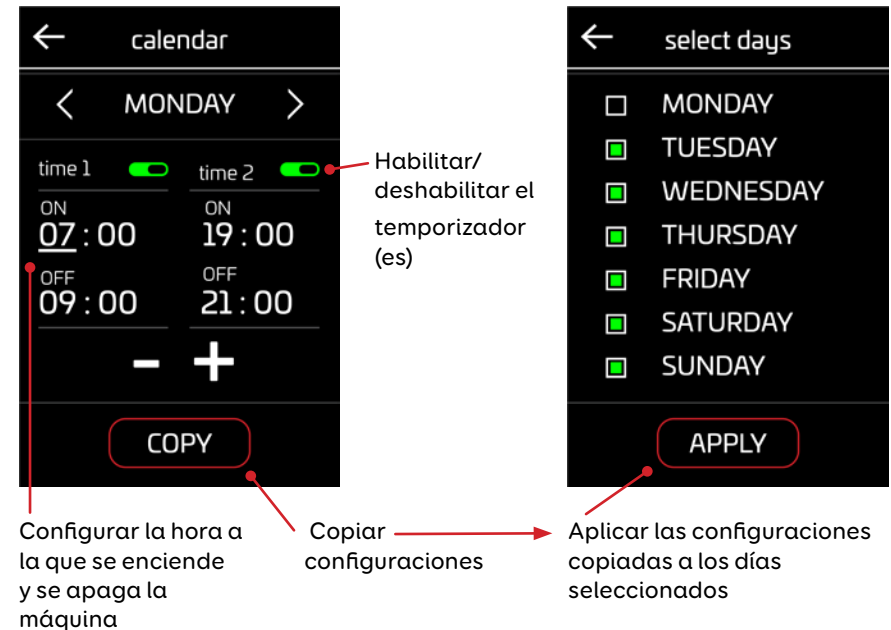 calendar
MONDAY
time 1
time 2
ON
ON
07 : 00
19 : 00
OFF
OFF
09 : 00
21 : 00
- +
COPY
Habilitar/
deshabilitar el
temporizador
(es)
select days
MONDAY
TUESDAY
WEDNESDAY
THURSDAY
FRIDAY
SATURDAY
SUNDAY
APPLY
Configurar la hora a
la que se enciende
y se apaga la
máquina
Copiar
configuraciones
Aplicar las configuraciones
copiadas a los días
seleccionados